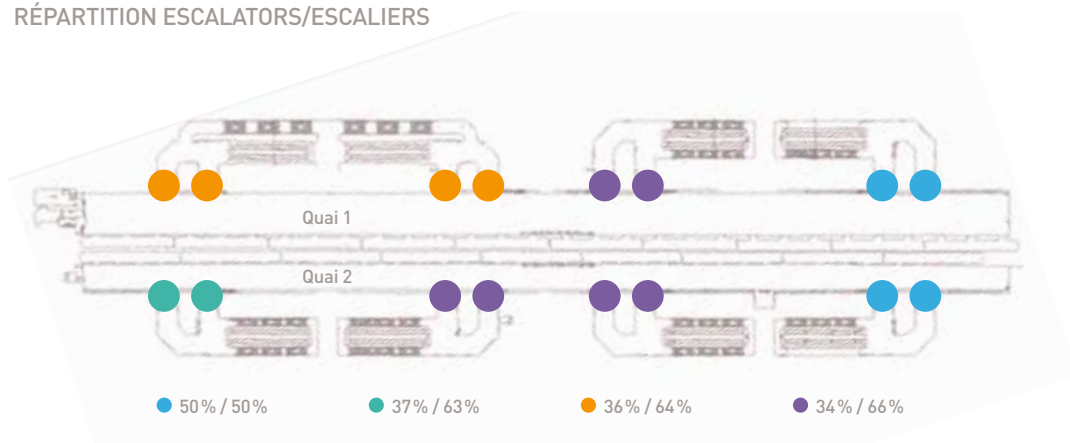 RÉPARTITION ESCALATORS/ESCALIERS
Quai 1
Quai 2
50 % / 50 %
37 % / 63 %
36 % / 64 %
34 % / 66 %